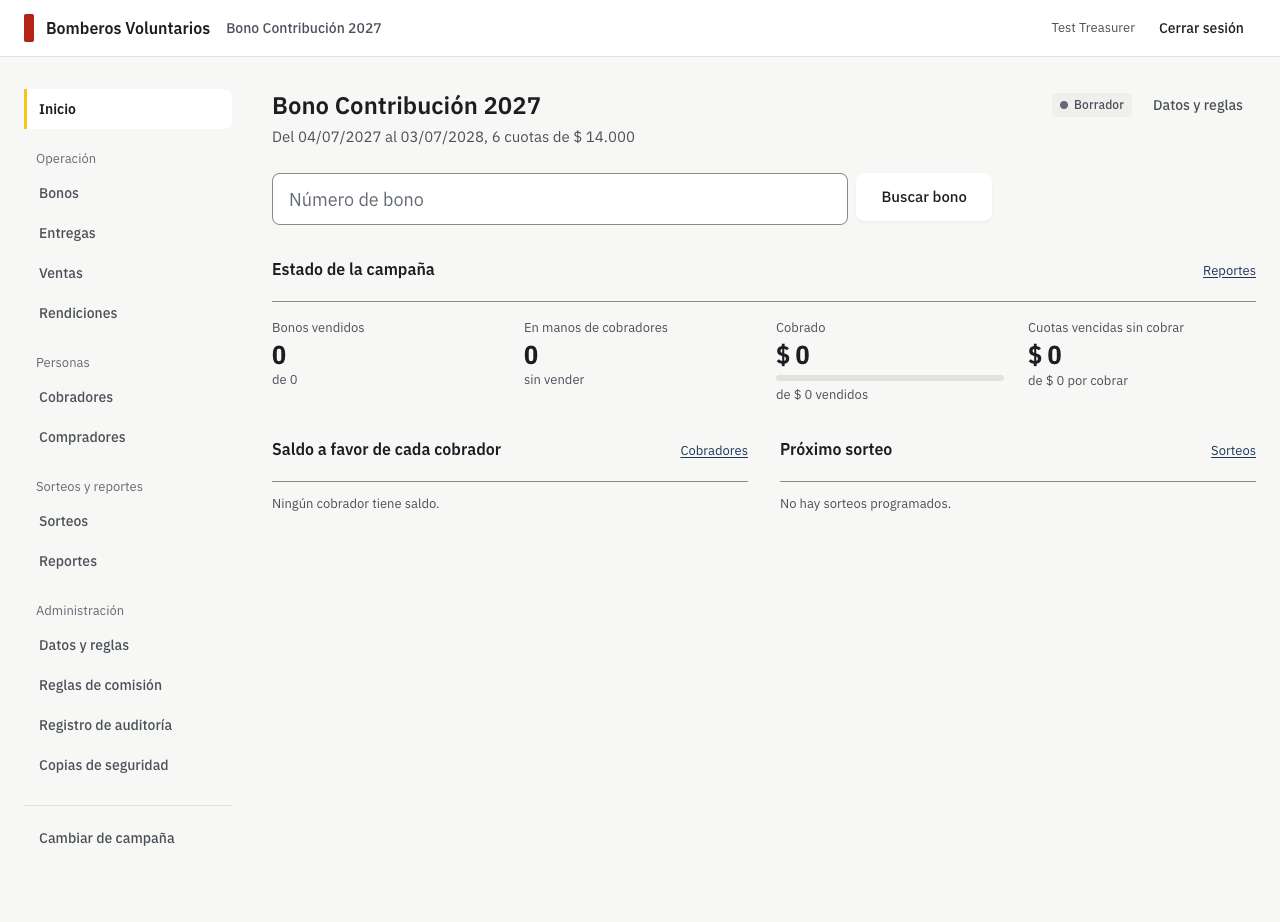 Bomberos Voluntarios Bono Contribución 2027 Test Treasurer Cerrar sesión
Inicio
Operación
Bonos
Entregas
Ventas
Rendiciones
Personas
Cobradores
Compradores
Sorteos y reportes
Sorteos
Reportes
Administración
Datos y reglas
Reglas de comisión
Registro de auditoría
Copias de seguridad
Cambiar de campaña
Bono Contribución 2027 Borrador Datos y reglas
Del 04/07/2027 al 03/07/2028, 6 cuotas de $ 14.000
Número de bono Buscar bono
Estado de la campaña Reportes
Bonos vendidos
0
de 0
En manos de cobradores
0
sin vender
Cobrado
$ 0
de $ 0 vendidos
Cuotas vencidas sin cobrar
$ 0
de $ 0 por cobrar
Saldo a favor de cada cobrador Cobradores
Ningún cobrador tiene saldo.
Próximo sorteo Sorteos
No hay sorteos programados.